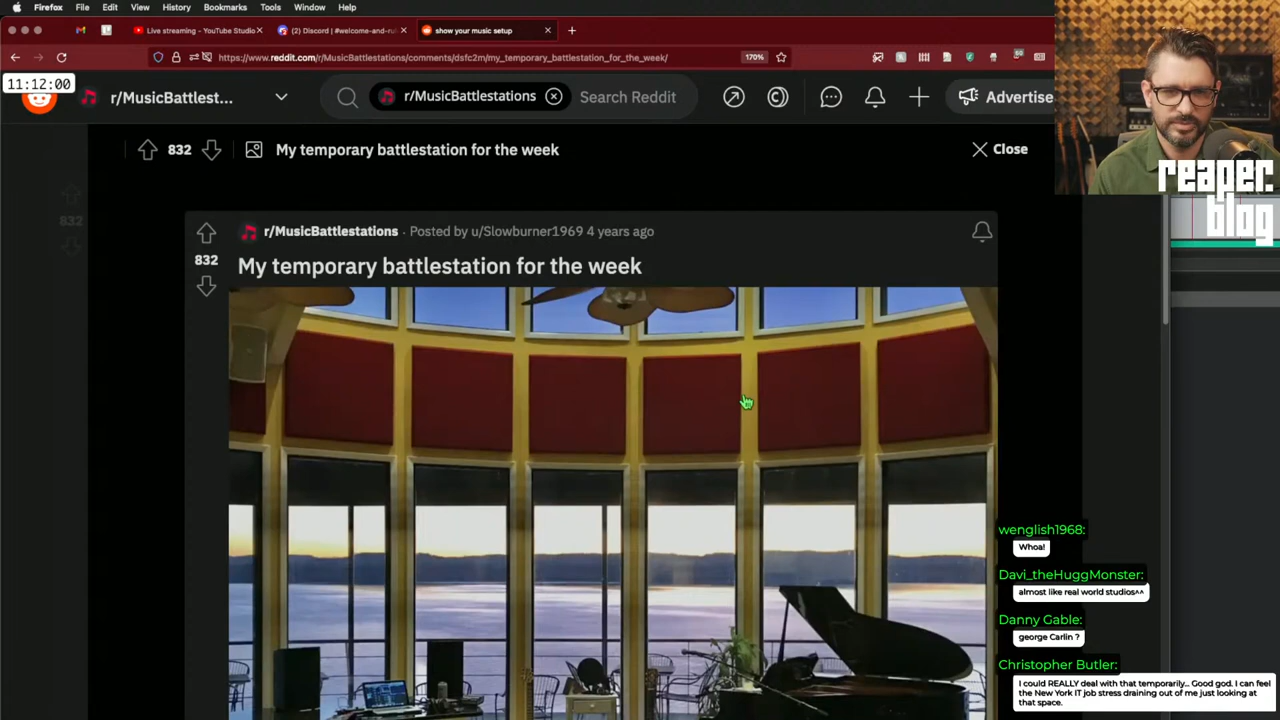 Firefox File Edit View History Bookmarks Tools Window Help
Live streaming - YouTube Studio
(2) Discord | #welcome-and-ru
show your music setup
https://www.reddit.com/r/MusicBattlestations/comments/dsfc2m/my_temporary_battlestation_for_the_week/
170%
11:12:00
r/MusicBattlest...
r/MusicBattlestations
Search Reddit
Advertise
832
My temporary battlestation for the week
Close
832
r/MusicBattlestations · Posted by u/Slowburner1969 4 years ago
832
My temporary battlestation for the week
reaper.
blog
wenglish1968:
Whoa!
Davi_theHuggMonster:
almost like real world studios^^
Danny Gable:
george Carlin ?
Christopher Butler:
I could REALLY deal with that temporarily... Good god. I can feel
the New York IT job stress draining out of me just looking at
that space.